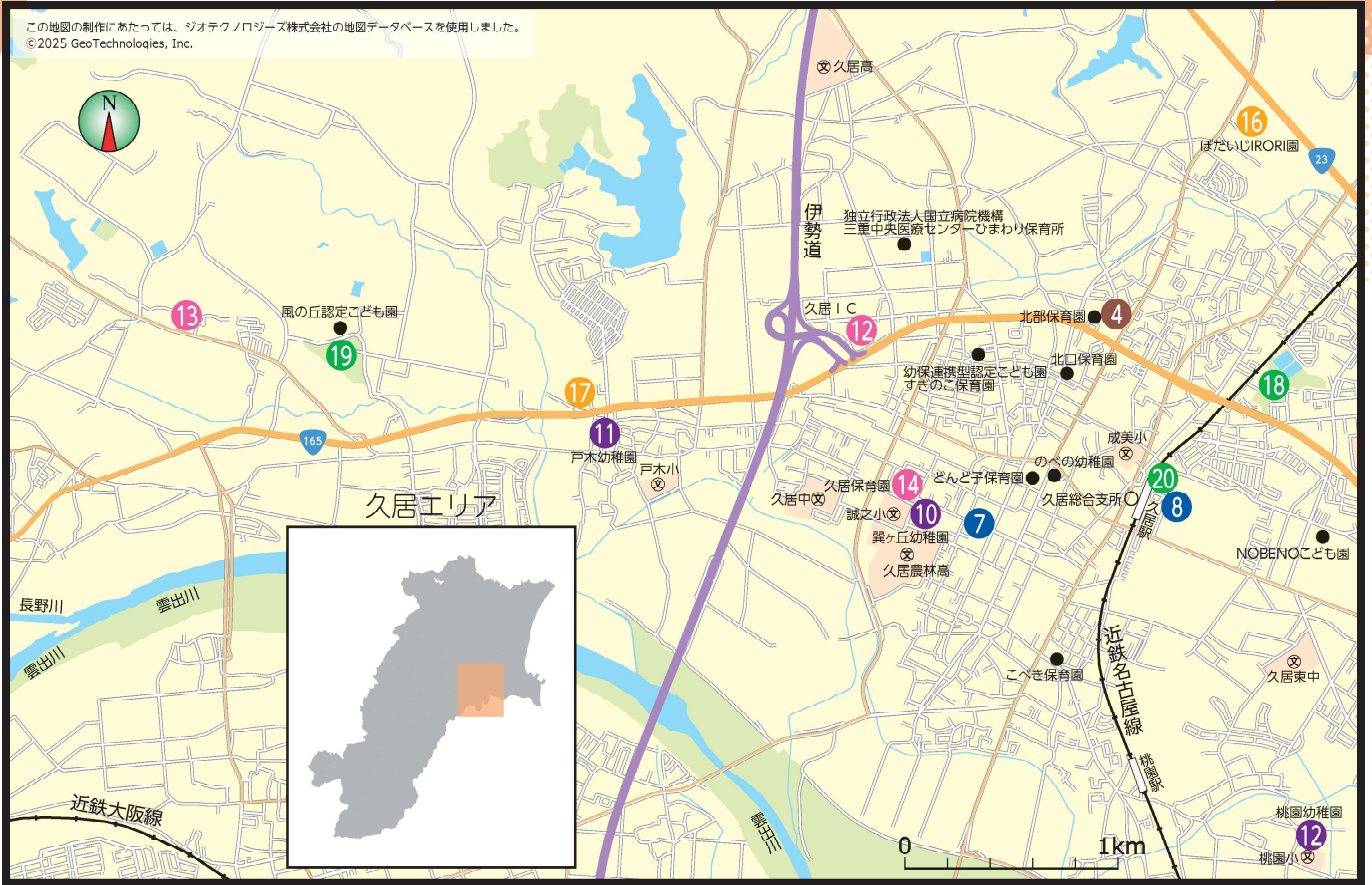 この地図の制作にあたっては、ジオテクノロジーズ株式会社の地図データベースを使用しました。
©2025 GeoTechnologies, Inc.
N
久居高
16
ぼだいじIRORI園
23
伊勢道
独立行政法人国立病院機構
三重中央医療センターひまわり保育所
13
風の丘認定こども園
19
久居IC
12
北部保育園
4
幼保連携型認定こども園
すぎのこ保育園
北口保育園
18
17
11
戸木幼稚園
165
戸木小
成美小
のべの幼稚園
どんど子保育園
久居保育園
14
久居中
誠之小
10
巽ヶ丘幼稚園
7
久居総合支所
20
8
久居駅
久居農林高
NOBENOこども園
久居エリア
長野川
雲出川
雲出川
こべき保育園
久居東中
近鉄名古屋線
桃園駅
近鉄大阪線
雲出川
桃園幼稚園
12
桃園小
0
1km